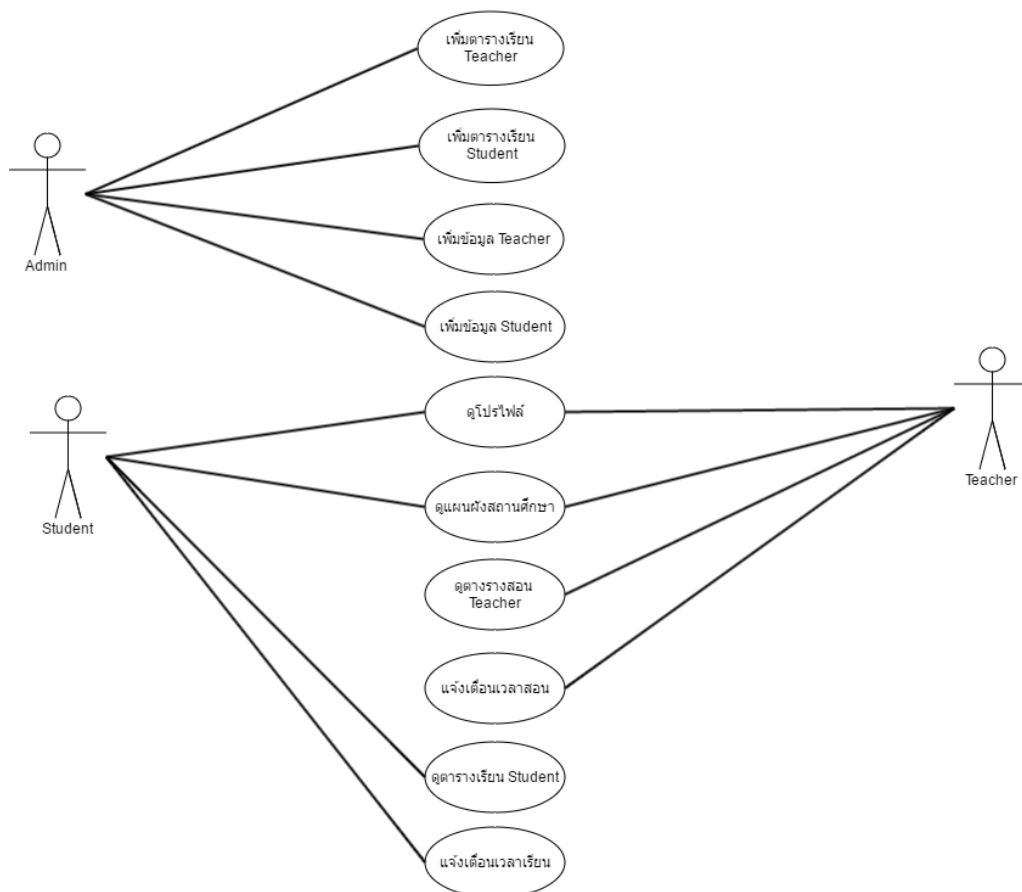 เพิ่มตารางเรียน
Teacher
เพิ่มตารางเรียน
Student
Admin
เพิ่มข้อมูล Teacher
เพิ่มข้อมูล Student
ดูโปรไฟล์
Student
Teacher
ดูแผนผังสถานศึกษา
ดูตางรางสอน
Teacher
แจ้งเตือนเวลาสอน
ดูตารางเรียน Student
แจ้งเตือนเวลาเรียน